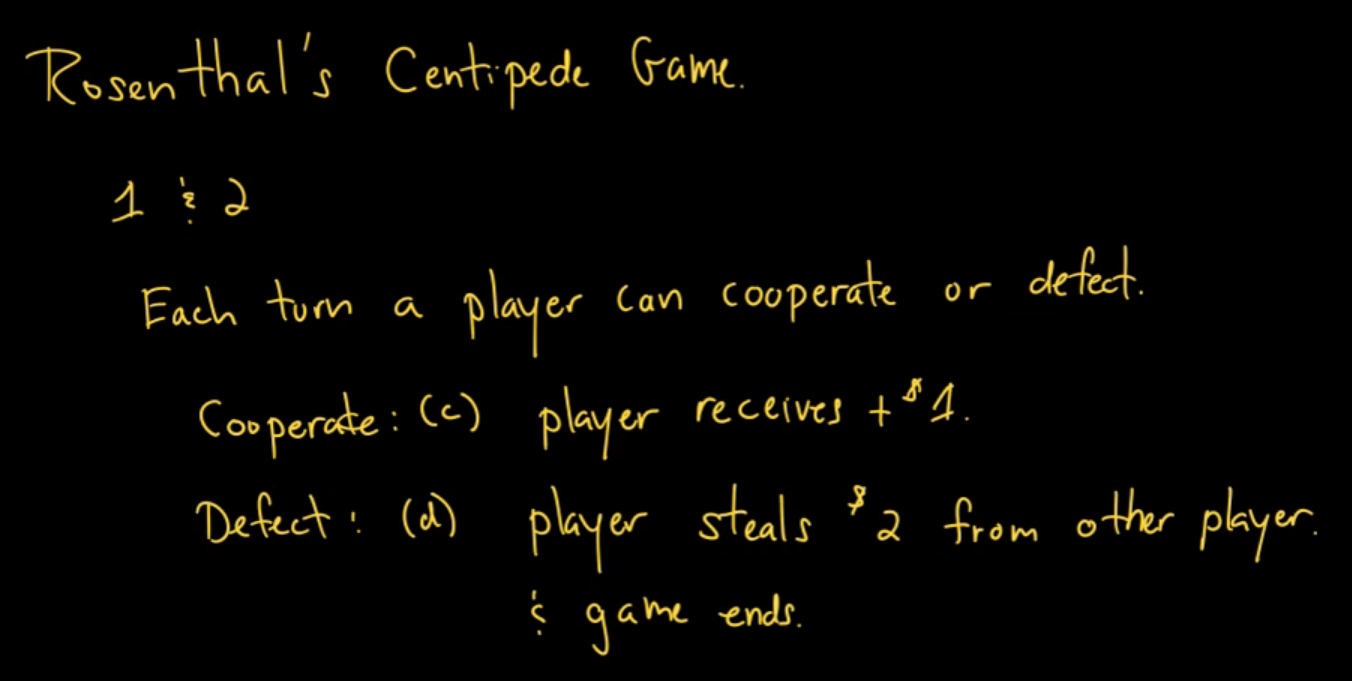 Rosenthal's Centipede Game.
1 & 2
Each turn a player can cooperate or defect.
Cooperate: (c) player receives +$1.
Defect: (d) player steals $2 from other player.
& game ends.